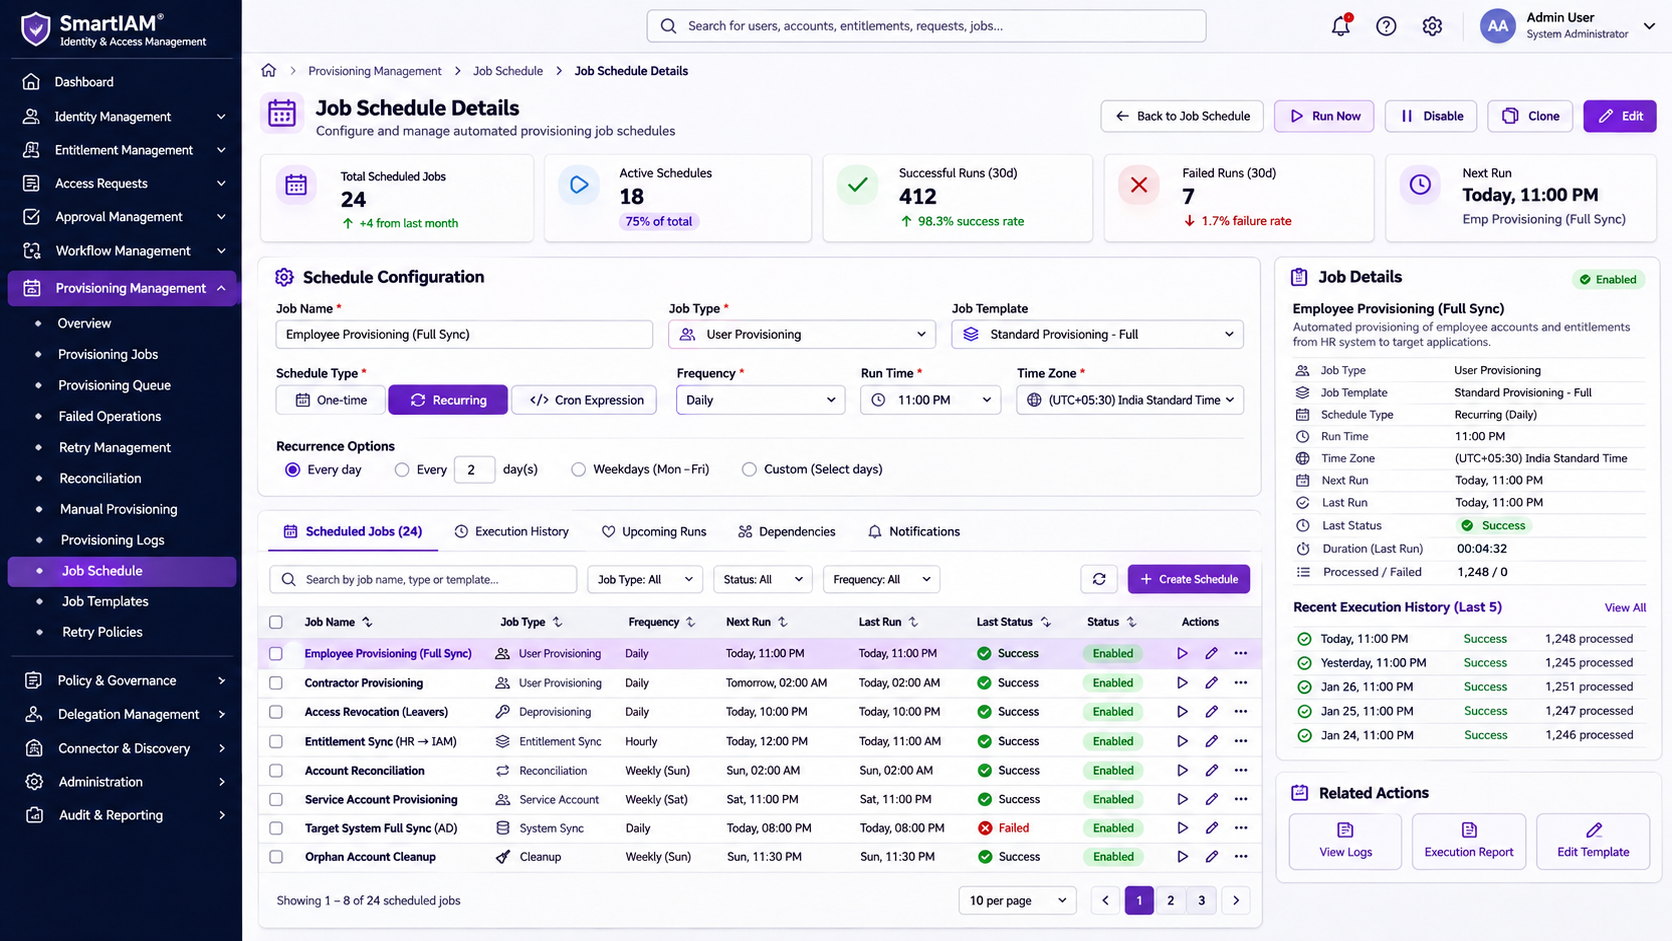 SmartIAM®
Identity & Access Management
Search for users, accounts, entitlements, requests, jobs...
AA
Admin User
System Administrator
Dashboard
Identity Management
Entitlement Management
Access Requests
Approval Management
Workflow Management
Provisioning Management
Overview
Provisioning Jobs
Provisioning Queue
Failed Operations
Retry Management
Reconciliation
Manual Provisioning
Provisioning Logs
Job Schedule
Job Templates
Retry Policies
Policy & Governance
Delegation Management
Connector & Discovery
Administration
Audit & Reporting
Provisioning Management > Job Schedule > Job Schedule Details
Job Schedule Details
Configure and manage automated provisioning job schedules
← Back to Job Schedule
Run Now
Disable
Clone
Edit
Total Scheduled Jobs
24
↑ +4 from last month
Active Schedules
18
75% of total
Successful Runs (30d)
412
↑ 98.3% success rate
Failed Runs (30d)
7
↓ 1.7% failure rate
Next Run
Today, 11:00 PM
Emp Provisioning (Full Sync)
Schedule Configuration
Job Name *
Employee Provisioning (Full Sync)
Job Type *
User Provisioning
Job Template
Standard Provisioning - Full
Schedule Type *
One-time
Recurring
</> Cron Expression
Frequency *
Daily
Run Time *
11:00 PM
Time Zone *
(UTC+05:30) India Standard Time
Recurrence Options
Every day
Every 2 day(s)
Weekdays (Mon – Fri)
Custom (Select days)
Scheduled Jobs (24)
Execution History
Upcoming Runs
Dependencies
Notifications
Search by job name, type or template...
Job Type: All
Status: All
Frequency: All
+ Create Schedule
Job Name Job Type Frequency Next Run Last Run Last Status Status Actions
Employee Provisioning (Full Sync) User Provisioning Daily Today, 11:00 PM Today, 11:00 PM Success Enabled
Contractor Provisioning User Provisioning Daily Tomorrow, 02:00 AM Today, 02:00 AM Success Enabled
Access Revocation (Leavers) Deprovisioning Daily Today, 10:00 PM Today, 10:00 PM Success Enabled
Entitlement Sync (HR → IAM) Entitlement Sync Hourly Today, 12:00 PM Today, 11:00 AM Success Enabled
Account Reconciliation Reconciliation Weekly (Sun) Sun, 02:00 AM Sun, 02:00 AM Success Enabled
Service Account Provisioning Service Account Weekly (Sat) Sat, 11:00 PM Sat, 11:00 PM Success Enabled
Target System Full Sync (AD) System Sync Daily Today, 08:00 PM Today, 08:00 PM Failed Enabled
Orphan Account Cleanup Cleanup Weekly (Sun) Sun, 11:30 PM Sun, 11:30 PM Success Enabled
Showing 1 – 8 of 24 scheduled jobs
10 per page
1 2 3
Job Details
Enabled
Employee Provisioning (Full Sync)
Automated provisioning of employee accounts and entitlements
from HR system to target applications.
Job Type User Provisioning
Job Template Standard Provisioning - Full
Schedule Type Recurring (Daily)
Run Time 11:00 PM
Time Zone (UTC+05:30) India Standard Time
Next Run Today, 11:00 PM
Last Run Today, 11:00 PM
Last Status Success
Duration (Last Run) 00:04:32
Processed / Failed 1,248 / 0
Recent Execution History (Last 5) View All
Today, 11:00 PM Success 1,248 processed
Yesterday, 11:00 PM Success 1,245 processed
Jan 26, 11:00 PM Success 1,251 processed
Jan 25, 11:00 PM Success 1,247 processed
Jan 24, 11:00 PM Success 1,246 processed
Related Actions
View Logs
Execution Report
Edit Template